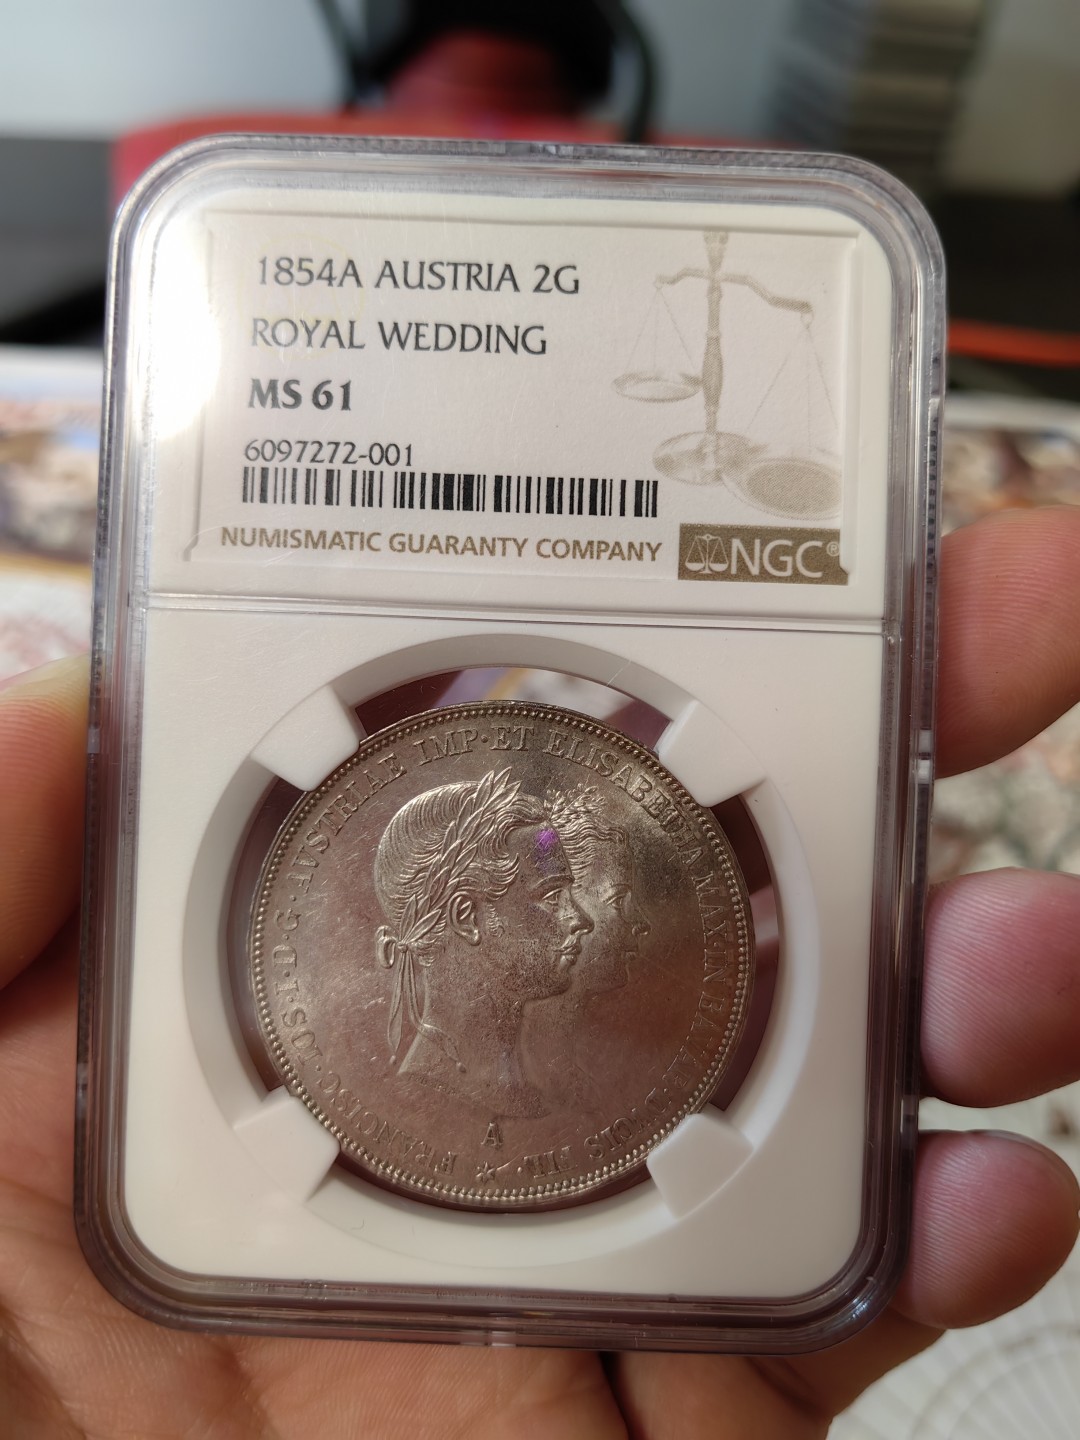 1854A AUSTRIA 2G
ROYAL WEDDING
MS 61
6097272-001
NUMISMATIC GUARANTY COMPANY
NGC®
FRANCISC·IOS·I·D·G·AVSTRIAE IMP·ET ELISABETHA MAX·IN BAVAR·DVCIS FIL·
A